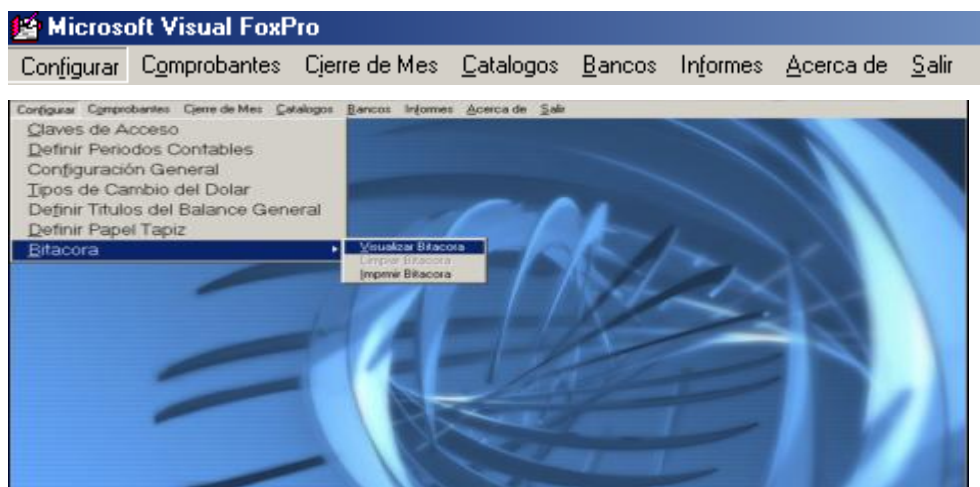 Microsoft Visual FoxPro
Configurar Comprobantes Cierre de Mes Catalogos Bancos Informes Acerca de Salir
Configurar Comprobantes Cierre de Mes Catalogos Bancos Informes Acerca de Salir
Claves de Acceso
Definir Periodos Contables
Configuración General
Tipos de Cambio del Dolar
Definir Titulos del Balance General
Definir Papel Tapiz
Bitacora
Visualizar Bitacora
Limpiar Bitacora
Imprimir Bitacora